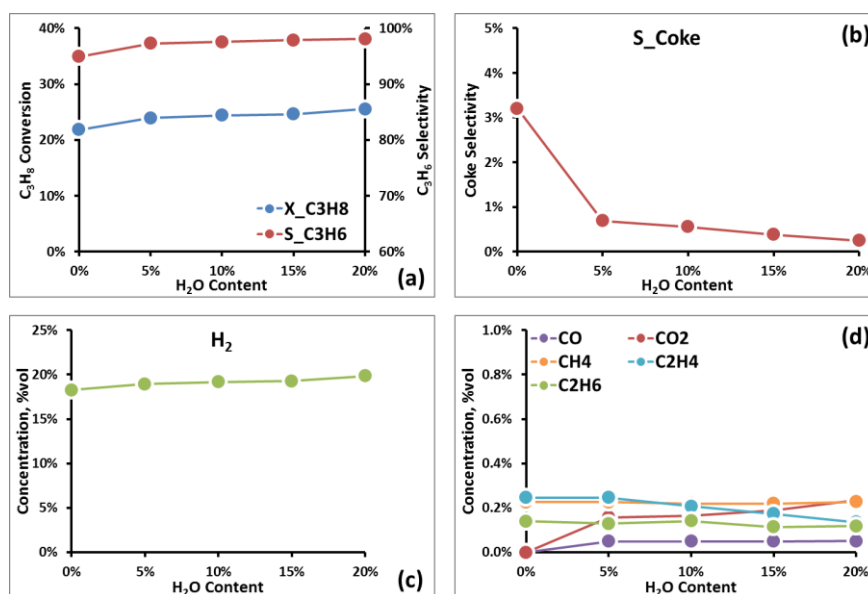 40%
30%
20%
10%
0%
C₃H₈ Conversion
100%
90%
80%
70%
60%
C₃H₆ Selectivity
X_C3H8
S_C3H6
0% 5% 10% 15% 20%
H₂O Content
(a)
S_Coke
(b)
5%
4%
3%
2%
1%
0%
Coke Selectivity
0% 5% 10% 15% 20%
H₂O Content
H₂
25%
20%
15%
10%
5%
0%
Concentration, %vol
0% 5% 10% 15% 20%
H₂O Content
(c)
CO CO2
CH4 C2H4
C2H6
(d)
1.0%
0.8%
0.6%
0.4%
0.2%
0.0%
Concentration, %vol
0% 5% 10% 15% 20%
H₂O Content